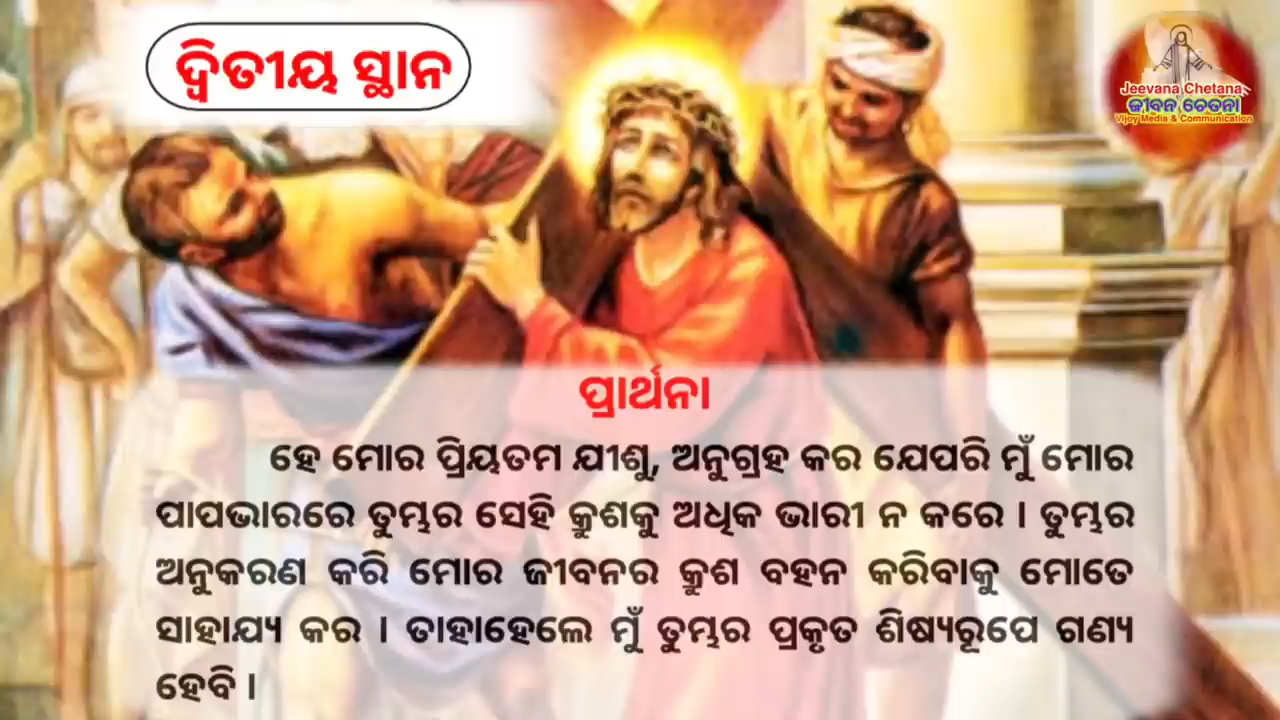 ଦ୍ୱିତୀୟ ସ୍ଥାନ
Jeevana Chetana
ଜୀବନ ଚେତନା
Vijoy Media & Communication
ପ୍ରାର୍ଥନା
ହେ ମୋର ପ୍ରିୟତମ ଯୀଶୁ, ଅନୁଗ୍ରହ କର ଯେପରି ମୁଁ ମୋର
ପାପଭାରରେ ତୁମ୍ଭର ସେହି କ୍ରୁଶକୁ ଅଧିକ ଭାରୀ ନ କରେ ।  ତୁମ୍ଭର
ଅନୁକରଣ କରି ମୋର ଜୀବନର କ୍ରୁଶ ବହନ କରିବାକୁ ମୋତେ
ସାହାଯ୍ୟ କର । ତାହାହେଲେ ମୁଁ ତୁମ୍ଭର ପ୍ରକୃତ ଶିଷ୍ୟରୂପେ ଗଣ୍ୟ
ହେବି ।